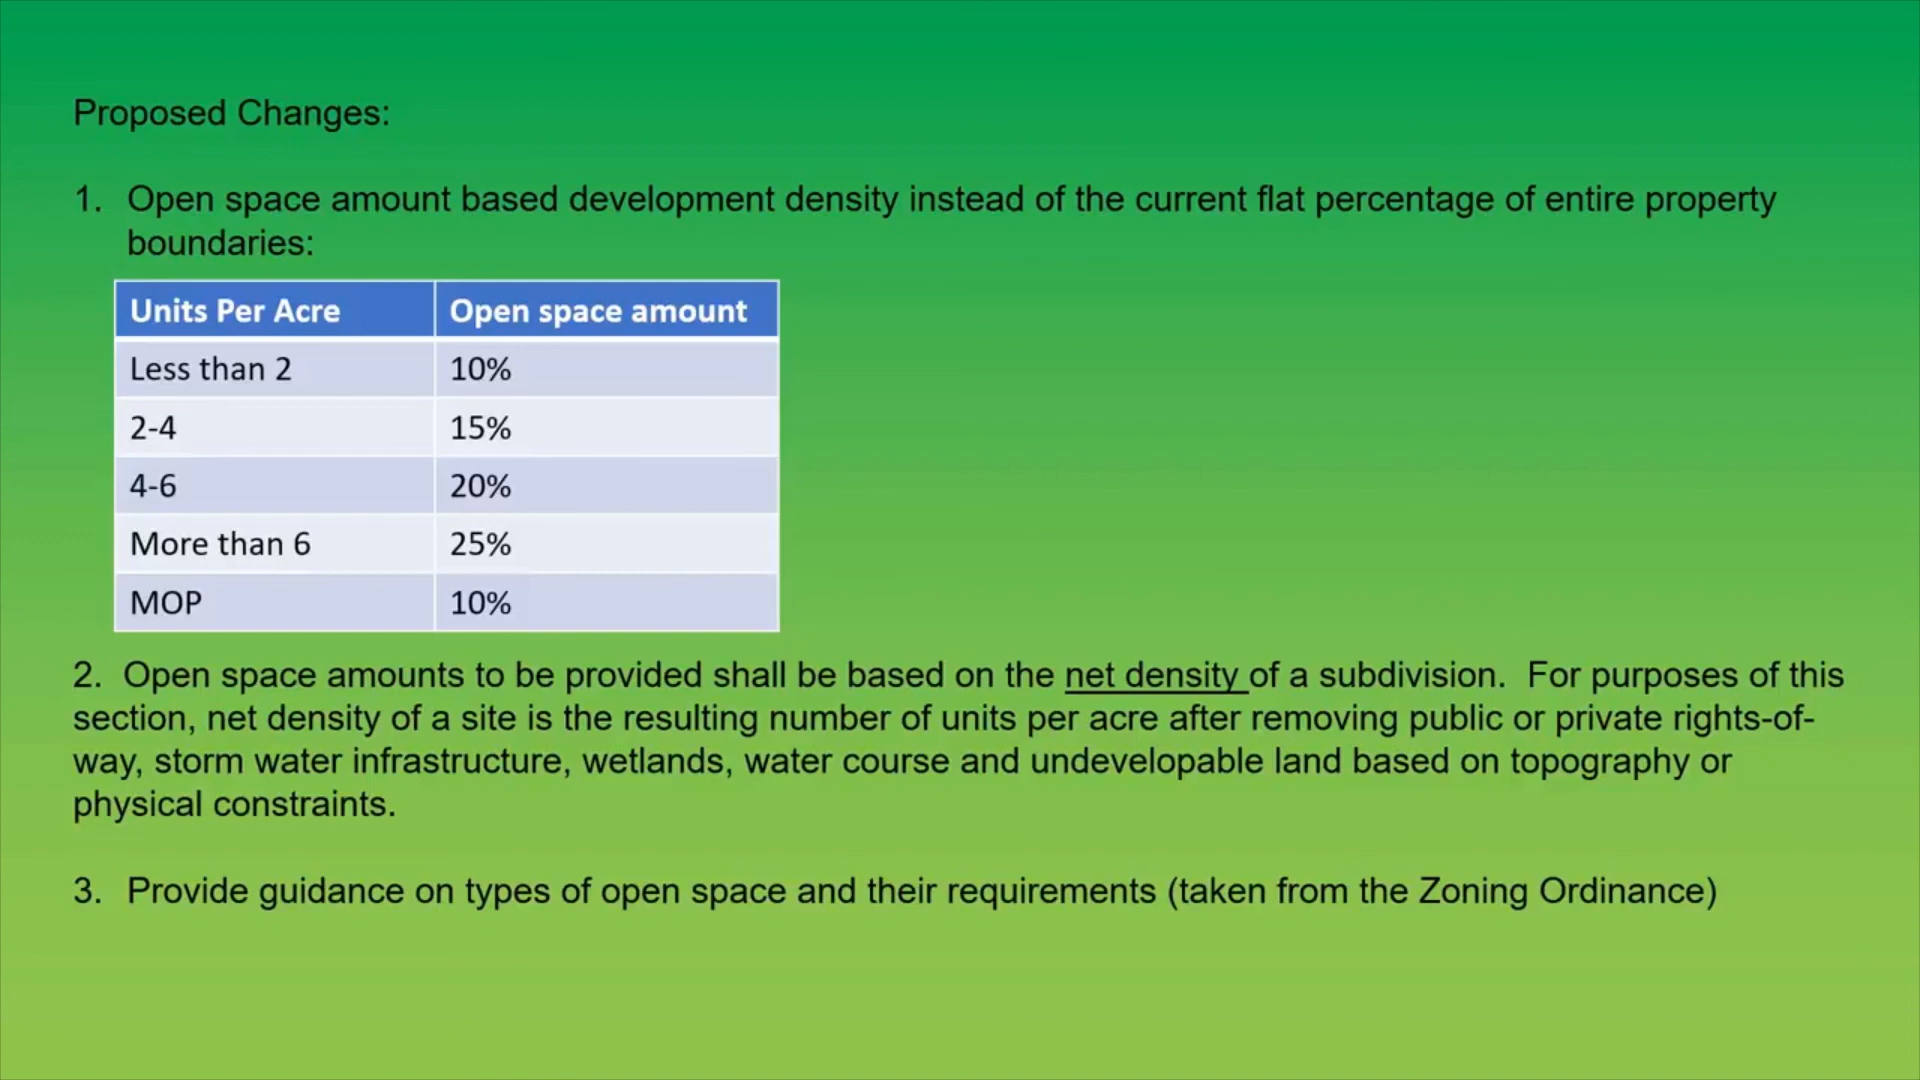 Proposed Changes:
1. Open space amount based development density instead of the current flat percentage of entire property
boundaries:
Units Per Acre Open space amount
Less than 2 10%
2-4 15%
4-6 20%
More than 6 25%
MOP 10%
2. Open space amounts to be provided shall be based on the net density of a subdivision. For purposes of this
section, net density of a site is the resulting number of units per acre after removing public or private rights-of-
way, storm water infrastructure, wetlands, water course and undevelopable land based on topography or
physical constraints.
3. Provide guidance on types of open space and their requirements (taken from the Zoning Ordinance)